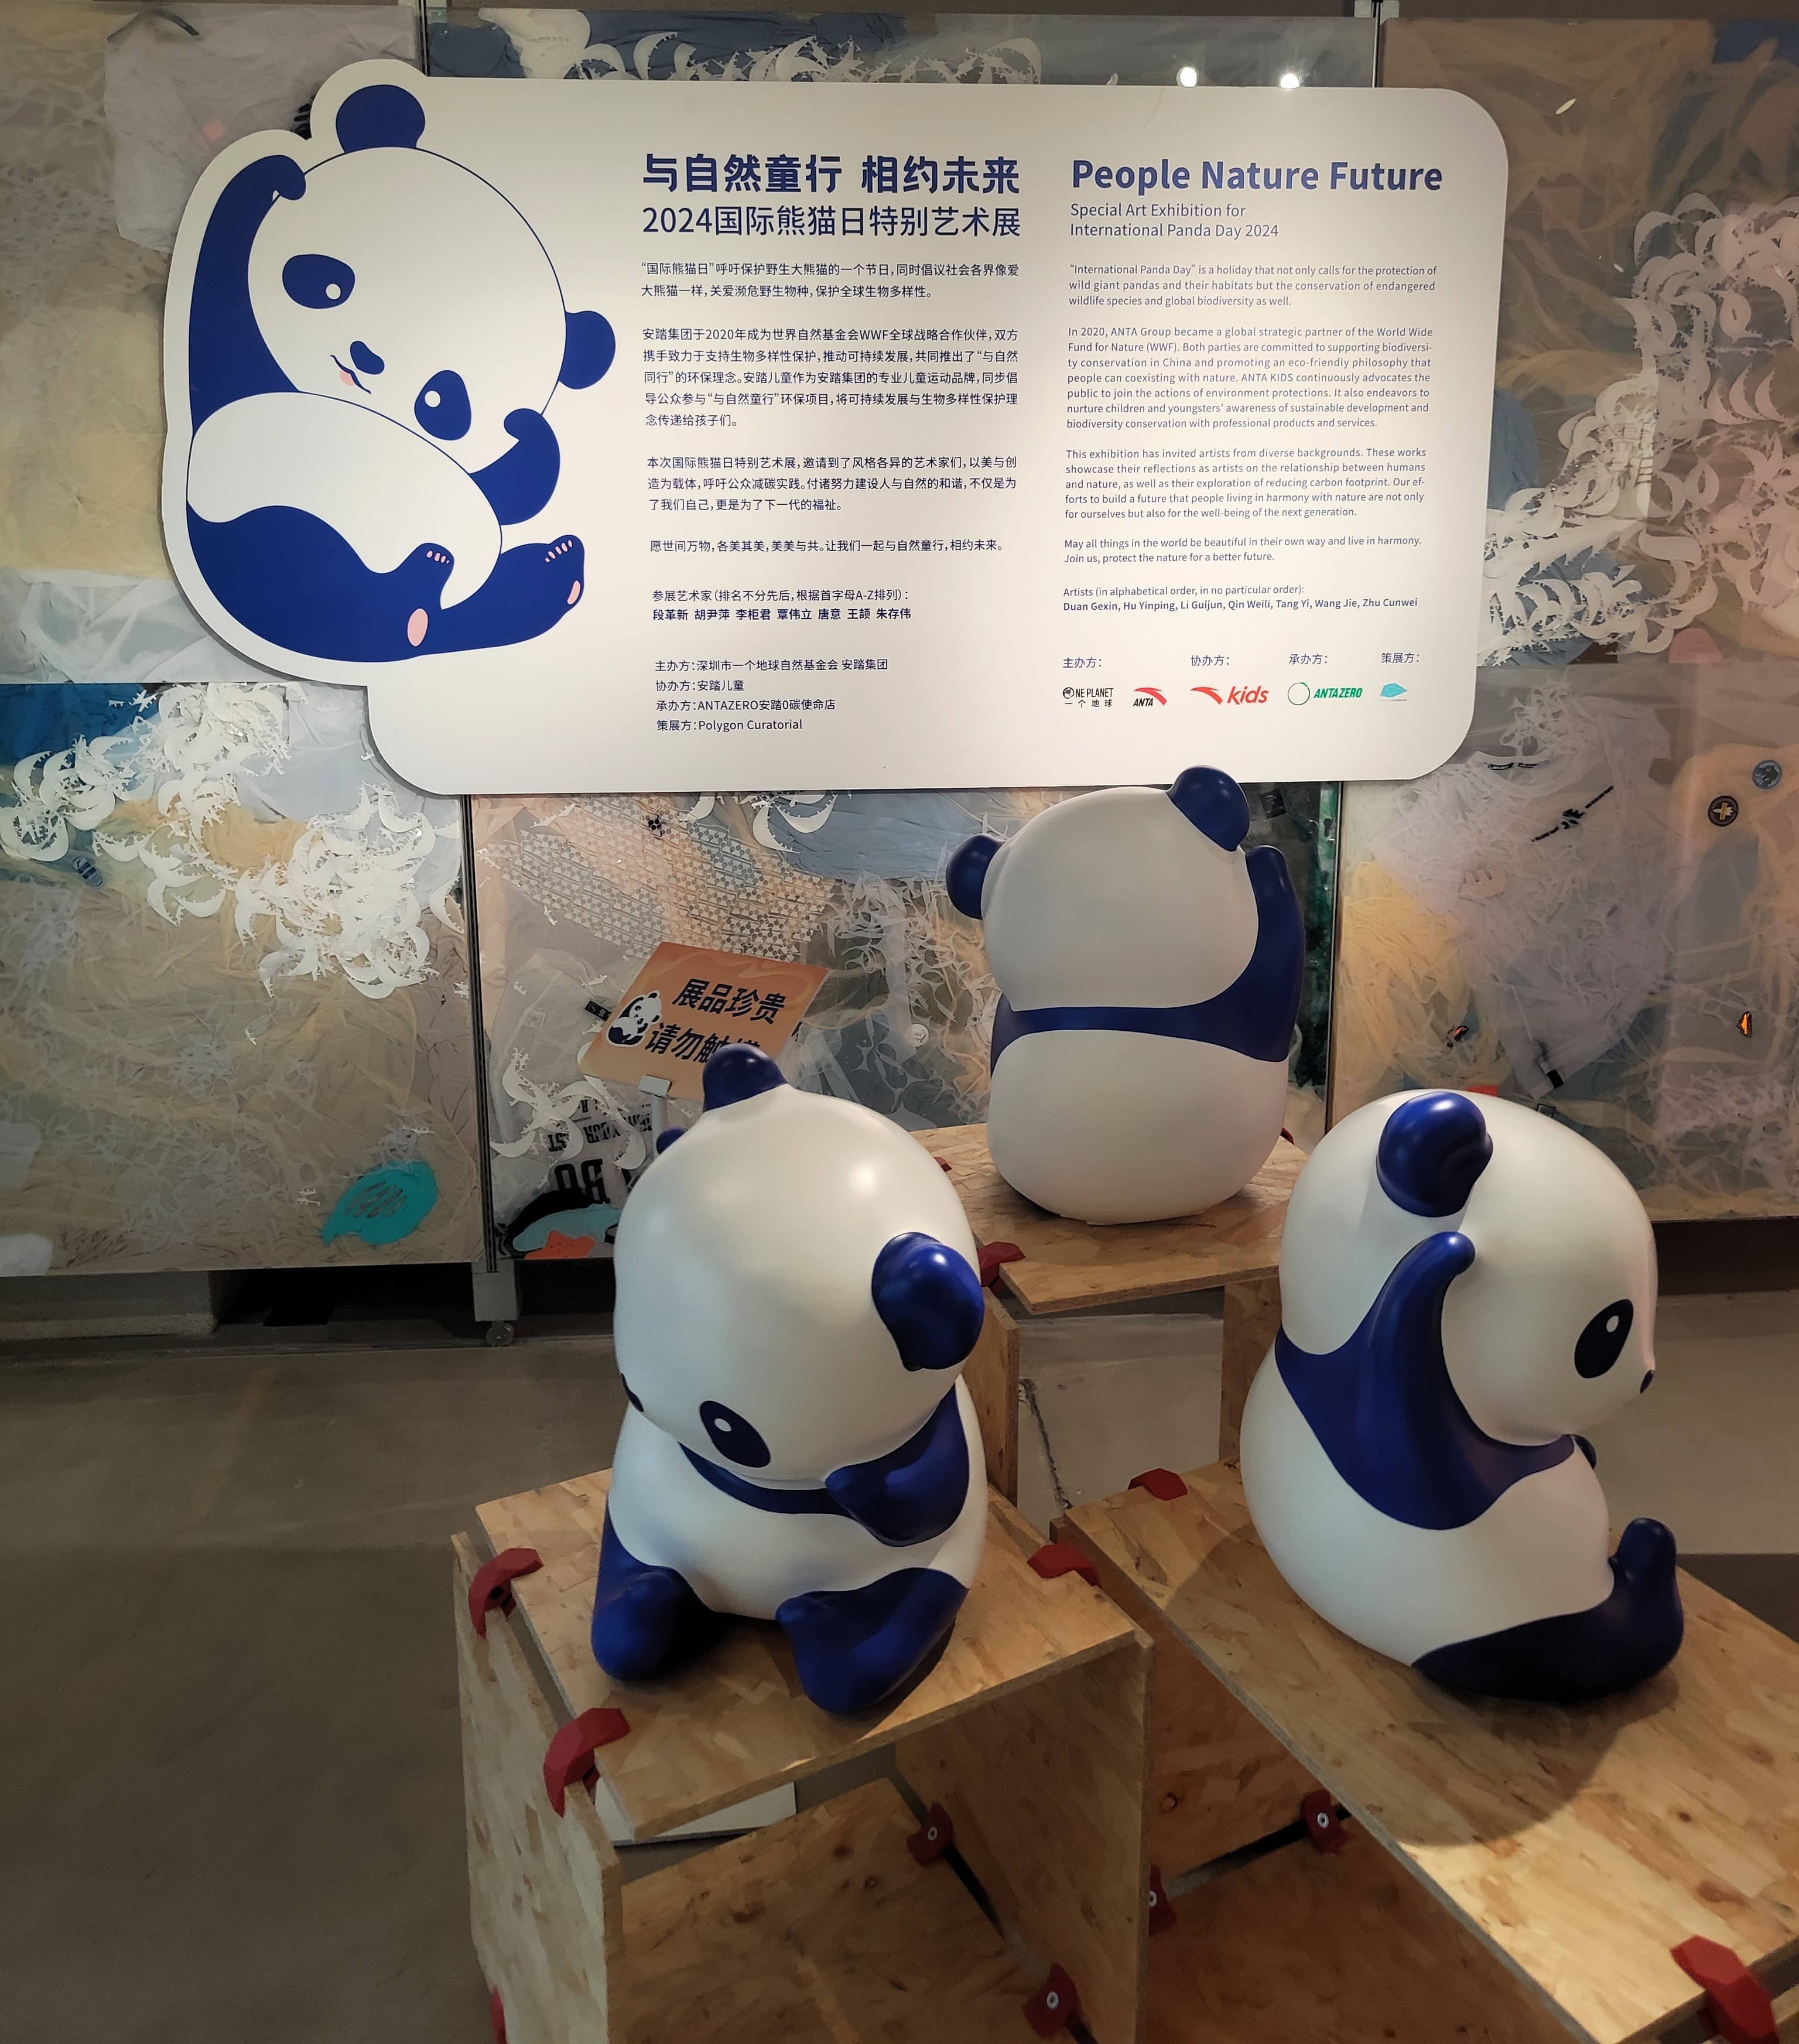 与自然童行 相约未来
2024国际熊猫日特别艺术展
“国际熊猫日”呼吁保护野生大熊猫的一个节日,同时倡议社会各界像爱
大熊猫一样,关爱濒危野生物种,保护全球生物多样性。
安踏集团于2020年成为世界自然基金会WWF全球战略合作伙伴,双方
携手致力于支持生物多样性保护,推动可持续发展,共同推出了“与自然
同行”的环保理念。安踏儿童作为安踏集团的专业儿童运动品牌,同步倡
导公众参与“与自然童行”环保项目,将可持续发展与生物多样性保护理
念传递给孩子们。
本次国际熊猫日特别艺术展,邀请到了风格各异的艺术家们,以美与创
造为载体,呼吁公众减碳实践。付诸努力建设人与自然的和谐,不仅是为
了我们自己,更是为了下一代的福祉。
愿世间万物,各美其美,美美与共。让我们一起与自然童行,相约未来。
参展艺术家(排名不分先后,根据首字母A-Z排列):
段革新 胡尹萍 李柜君 覃伟立 唐意 王颉 朱存伟
主办方:深圳市一个地球自然基金会 安踏集团
协办方:安踏儿童
承办方:ANTAZERO安踏0碳使命店
策展方:Polygon Curatorial
People Nature Future
Special Art Exhibition for
International Panda Day 2024
“International Panda Day” is a holiday that not only calls for the protection of
wild giant pandas and their habitats but the conservation of endangered
wildlife species and global biodiversity as well.
In 2020, ANTA Group became a global strategic partner of the World Wide
Fund for Nature (WWF). Both parties are committed to supporting biodiversi-
ty conservation in China and promoting an eco-friendly philosophy that
people can coexisting with nature. ANTA KIDS continuously advocates the
public to join the actions of environment protections. It also endeavors to
nurture children and youngsters' awareness of sustainable development and
biodiversity conservation with professional products and services.
This exhibition has invited artists from diverse backgrounds. These works
showcase their reflections as artists on the relationship between humans
and nature, as well as their exploration of reducing carbon footprint. Our ef-
forts to build a future that people living in harmony with nature are not only
for ourselves but also for the well-being of the next generation.
May all things in the world be beautiful in their own way and live in harmony.
Join us, protect the nature for a better future.
Artists (in alphabetical order, in no particular order):
Duan Gexin, Hu Yinping, Li Guijun, Qin Weili, Tang Yi, Wang Jie, Zhu Cunwei
主办方: 协办方: 承办方: 策展方:
ONE PLANET ANTA kids ANTAZERO
一个地球
展品珍贵
请勿触